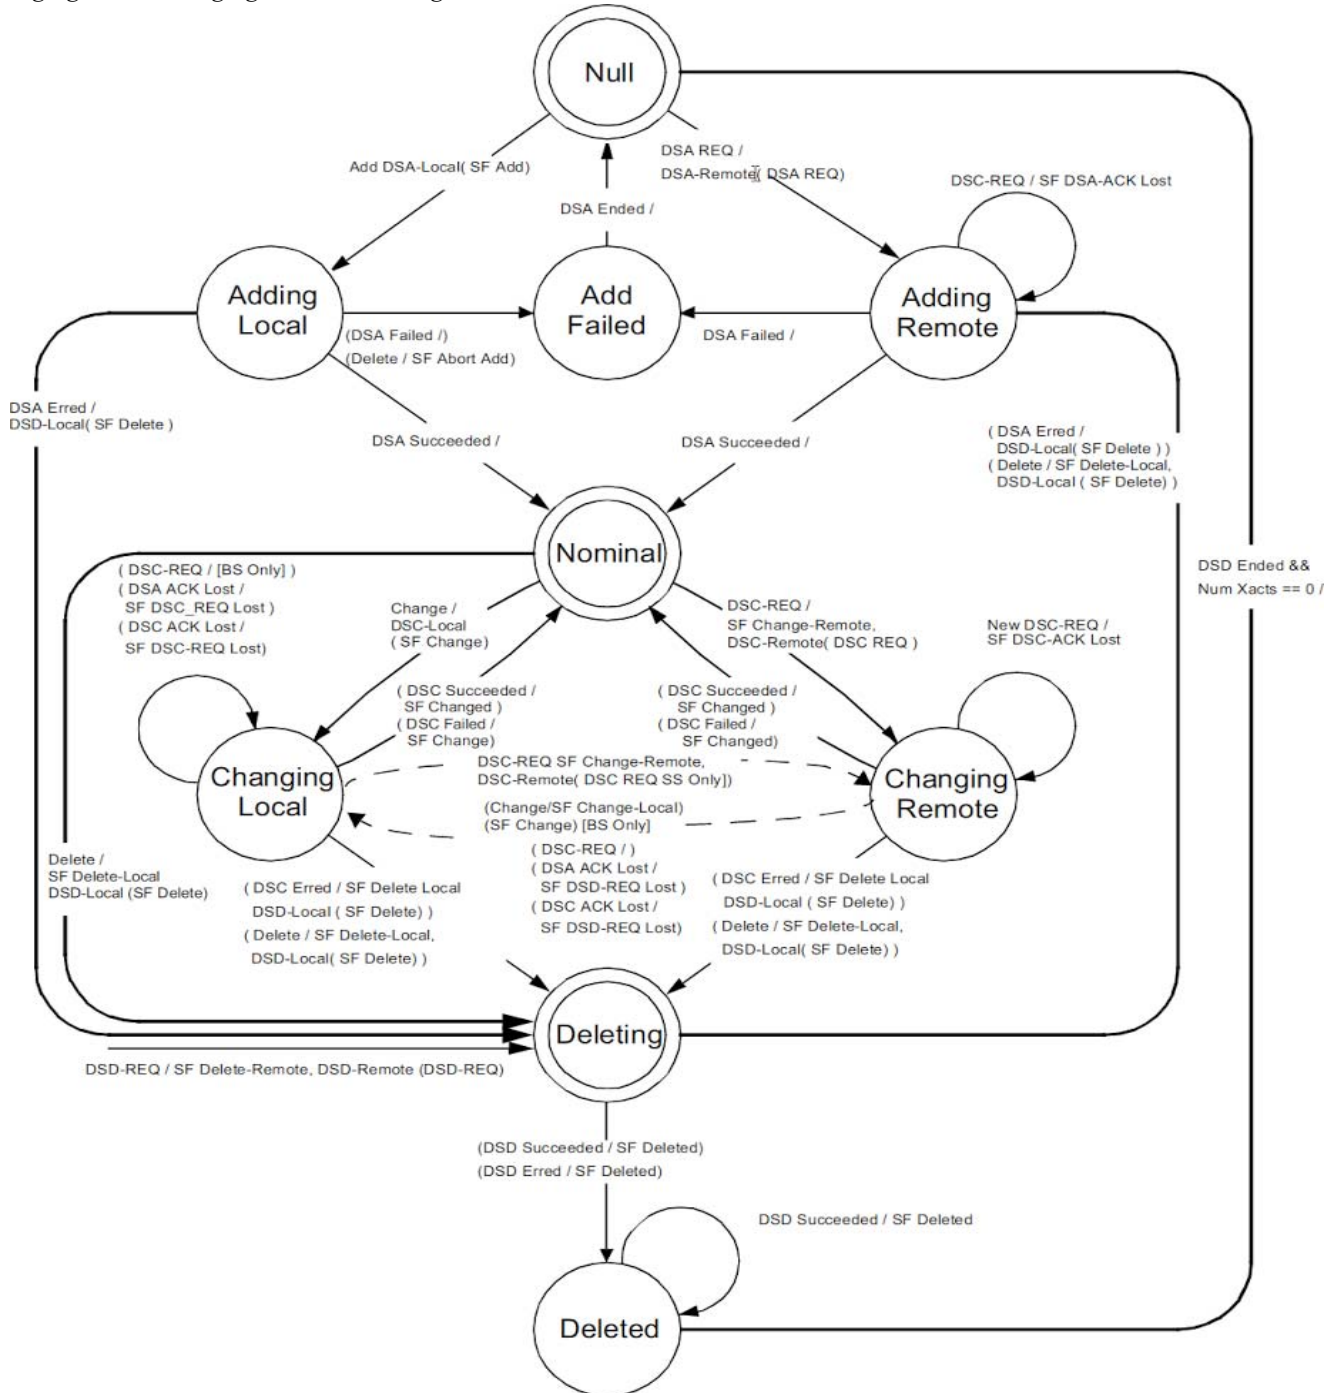 Null
Add DSA-Local( SF Add)
DSA REQ /
DSA-Remote( DSA REQ)
DSC-REQ / SF DSA-ACK Lost
DSA Ended /
Adding
Local
Add
Failed
Adding
Remote
(DSA Failed /)
(Delete / SF Abort Add)
DSA Failed /
DSA Erred /
DSD-Local( SF Delete )
DSA Succeeded /
DSA Succeeded /
( DSA Erred /
DSD-Local( SF Delete ) )
( Delete / SF Delete-Local,
DSD-Local ( SF Delete) )
Nominal
DSD Ended &&
Num Xacts == 0 /
( DSC-REQ / [BS Only] )
( DSA ACK Lost /
SF DSC_REQ Lost )
( DSC ACK Lost /
SF DSC-REQ Lost)
Change /
DSC-Local
( SF Change)
DSC-REQ /
SF Change-Remote,
DSC-Remote( DSC REQ )
New DSC-REQ /
SF DSC-ACK Lost
( DSC Succeeded /
SF Changed )
( DSC Failed /
SF Change)
( DSC Succeeded /
SF Changed )
(DSC Failed /
SF Changed)
Changing
Local
DSC-REQ SF Change-Remote,
DSC-Remote( DSC REQ SS Only])
Changing
Remote
(Change/SF Change-Local)
(SF Change) [BS Only]
( DSC-REQ / )
( DSA ACK Lost /
SF DSD-REQ Lost )
( DSC ACK Lost /
SF DSD-REQ Lost)
Delete /
SF Delete-Local
DSD-Local (SF Delete)
( DSC Erred / SF Delete Local
DSD-Local ( SF Delete) )
( Delete / SF Delete-Local,
DSD-Local( SF Delete) )
( DSC Erred / SF Delete Local
DSD-Local ( SF Delete) )
( Delete / SF Delete-Local,
DSD-Local( SF Delete) )
Deleting
DSD-REQ / SF Delete-Remote, DSD-Remote (DSD-REQ)
(DSD Succeeded / SF Deleted)
(DSD Erred / SF Deleted)
DSD Succeeded / SF Deleted
Deleted